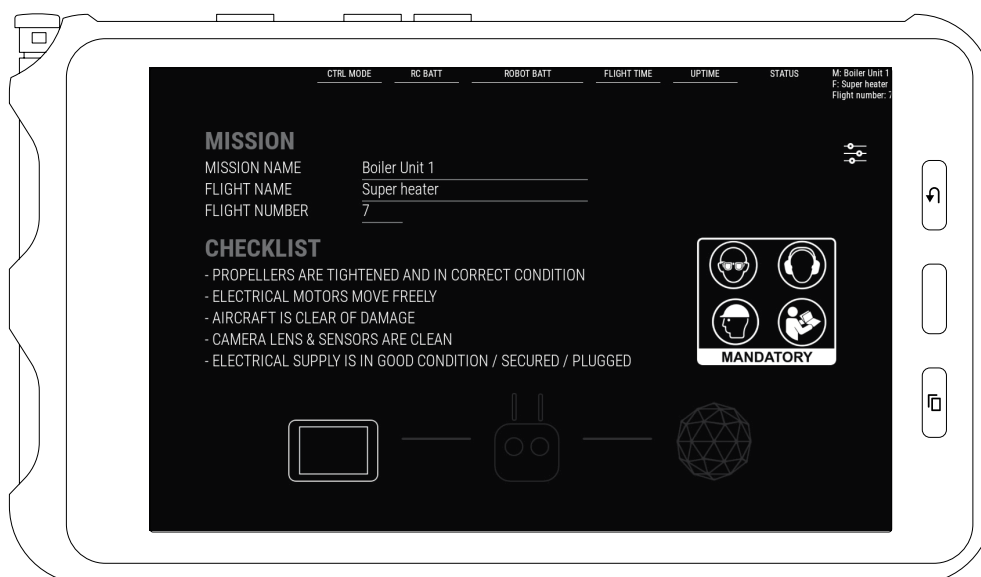 CTRL MODE RC BATT ROBOT BATT FLIGHT TIME UPTIME STATUS M: Boiler Unit 1
F: Super heater
Flight number: 7
MISSION
MISSION NAME Boiler Unit 1
FLIGHT NAME Super heater
FLIGHT NUMBER 7
CHECKLIST
- PROPELLERS ARE TIGHTENED AND IN CORRECT CONDITION
- ELECTRICAL MOTORS MOVE FREELY
- AIRCRAFT IS CLEAR OF DAMAGE
- CAMERA LENS & SENSORS ARE CLEAN
- ELECTRICAL SUPPLY IS IN GOOD CONDITION / SECURED / PLUGGED
MANDATORY